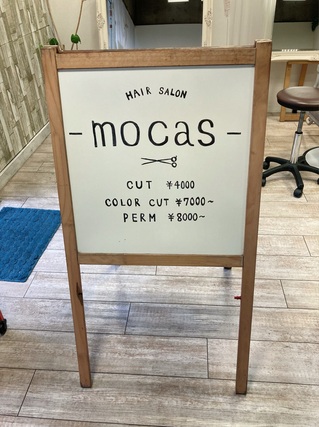 HAIR SALON
- mocas -
CUT ¥4000
COLOR CUT ¥7000~
PERM ¥8000~